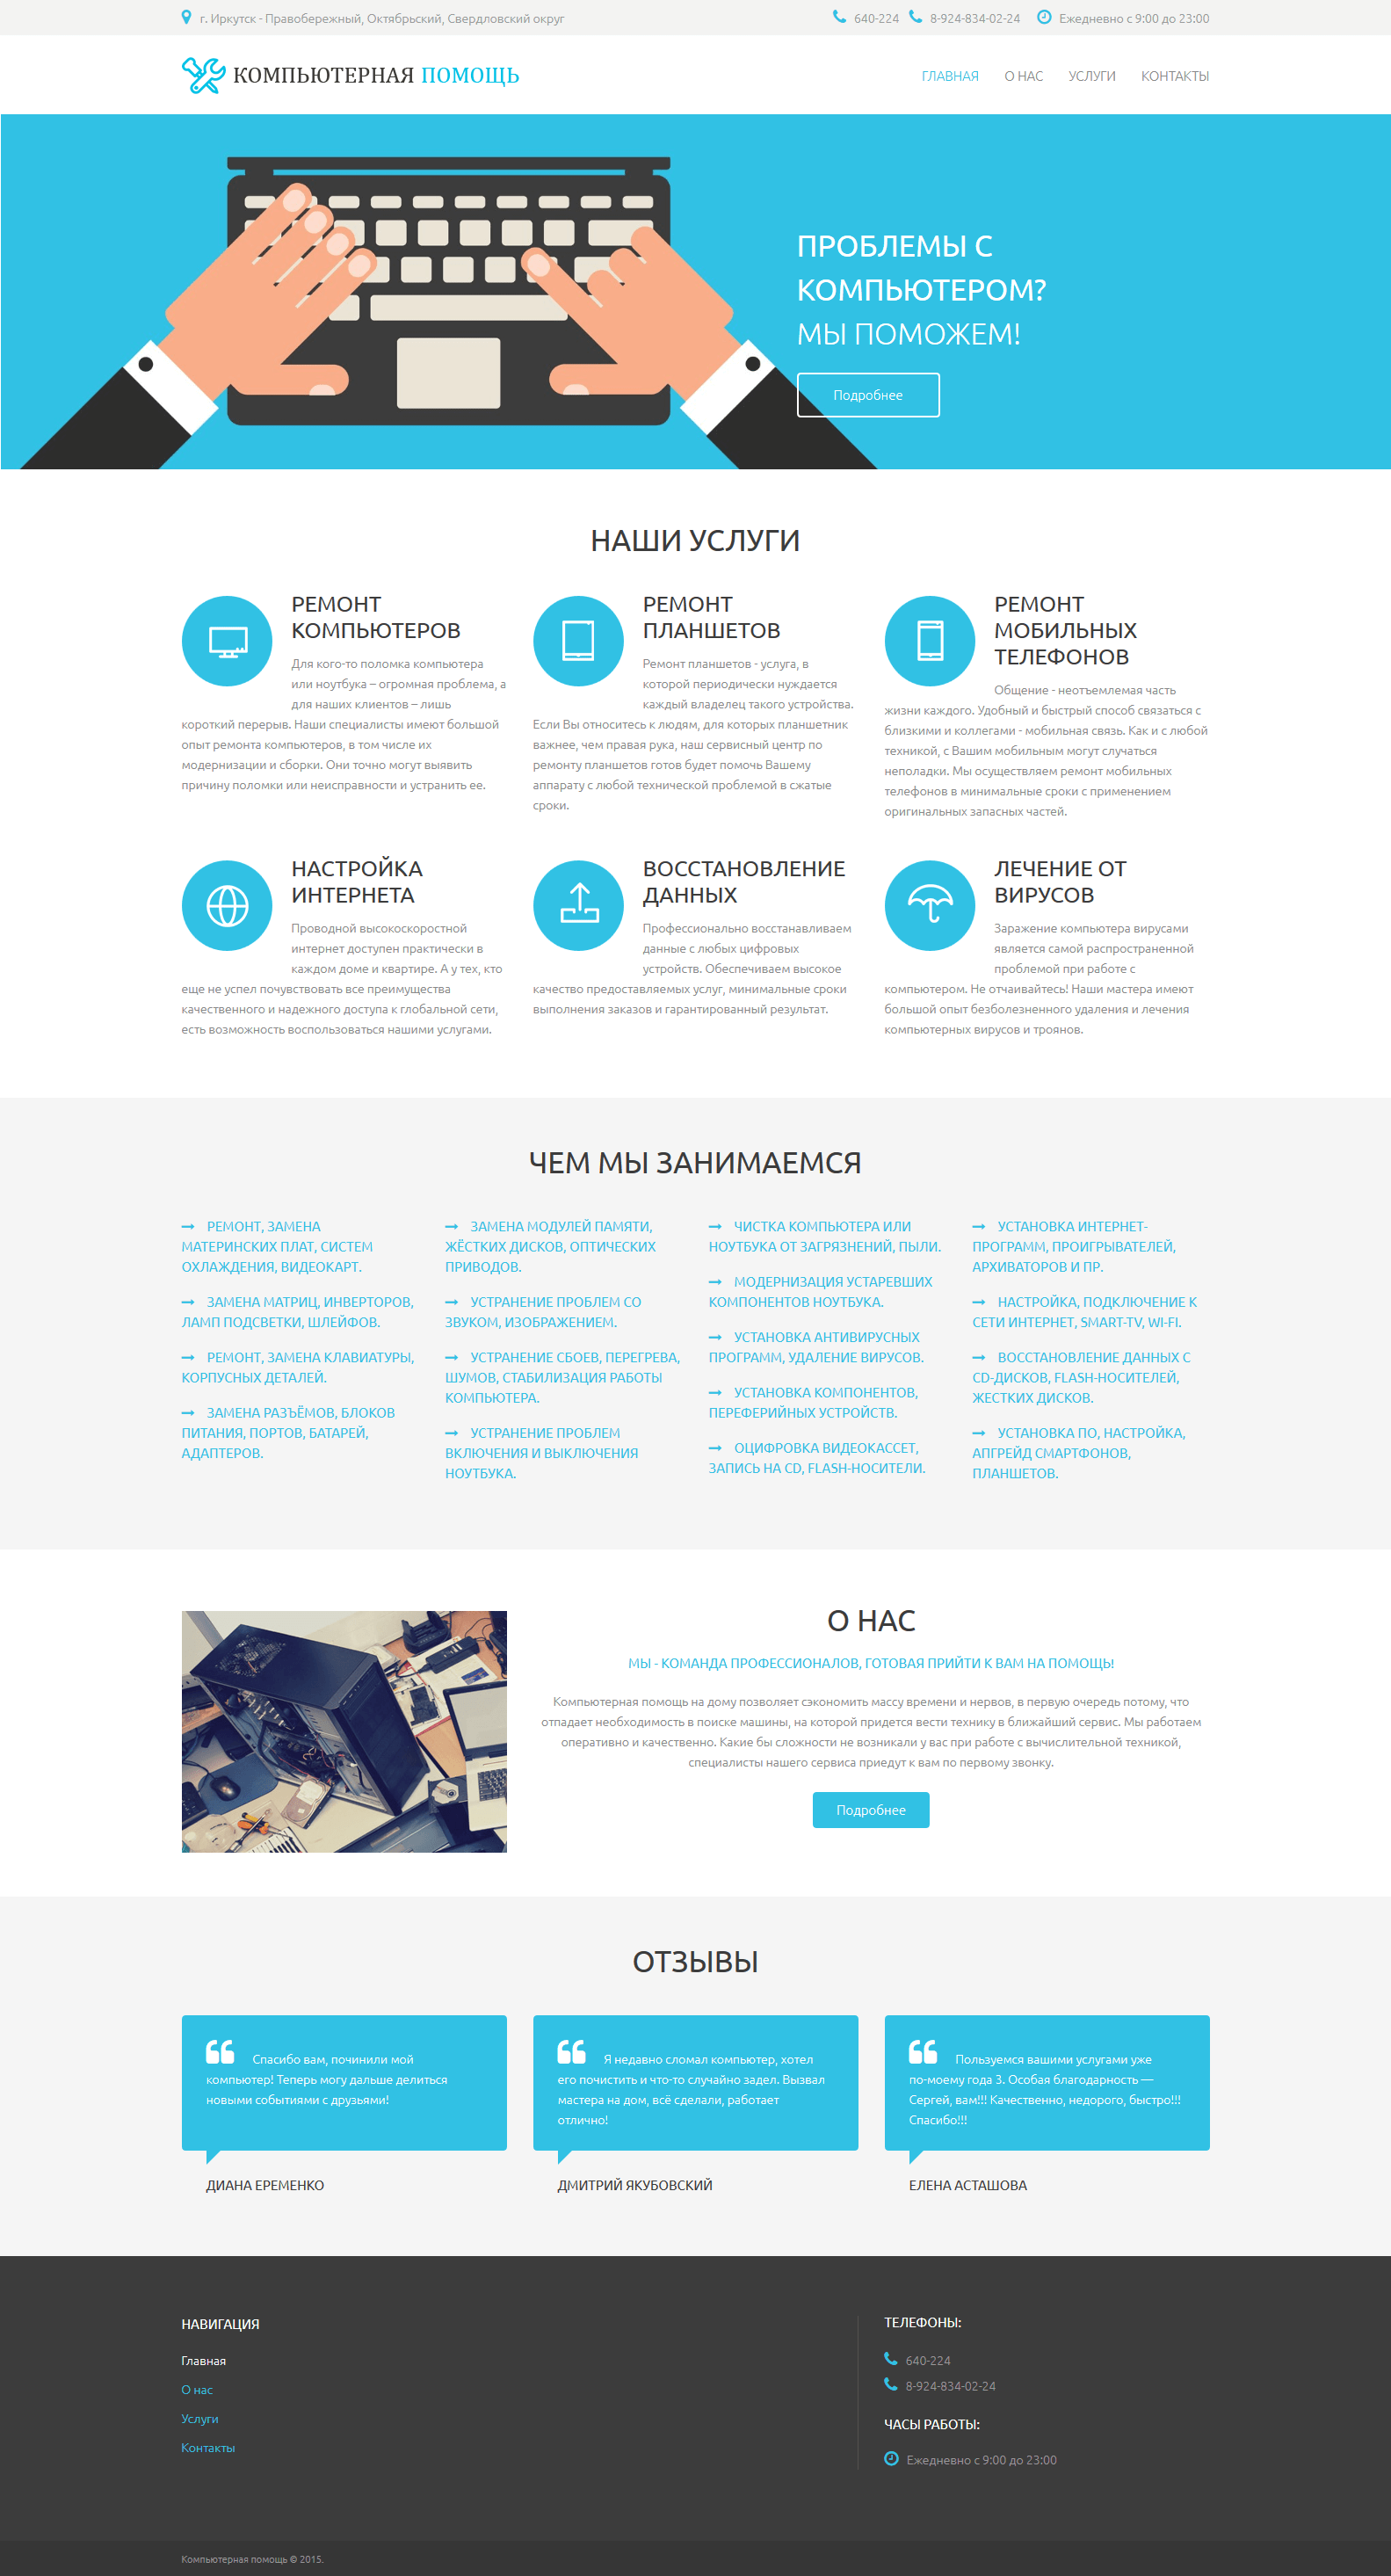 г. Иркутск - Правобережный, Октябрьский, Свердловский округ
640-224 8-924-834-02-24 Ежедневно с 9:00 до 23:00
КОМПЬЮТЕРНАЯ ПОМОЩЬ
ГЛАВНАЯ О НАС УСЛУГИ КОНТАКТЫ
ПРОБЛЕМЫ С
КОМПЬЮТЕРОМ?
МЫ ПОМОЖЕМ!
Подробнее
НАШИ УСЛУГИ
РЕМОНТ
КОМПЬЮТЕРОВ
Для кого-то поломка компьютера
или ноутбука – огромная проблема, а
для наших клиентов – лишь
короткий перерыв. Наши специалисты имеют большой
опыт ремонта компьютеров, в том числе их
модернизации и сборки. Они точно могут выявить
причину поломки или неисправности и устранить ее.
РЕМОНТ
ПЛАНШЕТОВ
Ремонт планшетов - услуга, в
которой периодически нуждается
каждый владелец такого устройства.
Если Вы относитесь к людям, для которых планшетник
важнее, чем правая рука, наш сервисный центр по
ремонту планшетов готов будет помочь Вашему
аппарату с любой технической проблемой в сжатые
сроки.
РЕМОНТ
МОБИЛЬНЫХ
ТЕЛЕФОНОВ
Общение - неотъемлемая часть
жизни каждого. Удобный и быстрый способ связаться с
близкими и коллегами - мобильная связь. Как и с любой
техникой, с Вашим мобильным могут случаться
неполадки. Мы осуществляем ремонт мобильных
телефонов в минимальные сроки с применением
оригинальных запасных частей.
НАСТРОЙКА
ИНТЕРНЕТА
Проводной высокоскоростной
интернет доступен практически в
каждом доме и квартире. А у тех, кто
еще не успел почувствовать все преимущества
качественного и надежного доступа к глобальной сети,
есть возможность воспользоваться нашими услугами.
ВОССТАНОВЛЕНИЕ
ДАННЫХ
Профессионально восстанавливаем
данные с любых цифровых
устройств. Обеспечиваем высокое
качество предоставляемых услуг, минимальные сроки
выполнения заказов и гарантированный результат.
ЛЕЧЕНИЕ ОТ
ВИРУСОВ
Заражение компьютера вирусами
является самой распространенной
проблемой при работе с
компьютером. Не отчаивайтесь! Наши мастера имеют
большой опыт безболезненного удаления и лечения
компьютерных вирусов и троянов.
ЧЕМ МЫ ЗАНИМАЕМСЯ
РЕМОНТ, ЗАМЕНА
МАТЕРИНСКИХ ПЛАТ, СИСТЕМ
ОХЛАЖДЕНИЯ, ВИДЕОКАРТ.
ЗАМЕНА МАТРИЦ, ИНВЕРТОРОВ,
ЛАМП ПОДСВЕТКИ, ШЛЕЙФОВ.
РЕМОНТ, ЗАМЕНА КЛАВИАТУРЫ,
КОРПУСНЫХ ДЕТАЛЕЙ.
ЗАМЕНА РАЗЪЁМОВ, БЛОКОВ
ПИТАНИЯ, ПОРТОВ, БАТАРЕЙ,
АДАПТЕРОВ.
ЗАМЕНА МОДУЛЕЙ ПАМЯТИ,
ЖЁСТКИХ ДИСКОВ, ОПТИЧЕСКИХ
ПРИВОДОВ.
УСТРАНЕНИЕ ПРОБЛЕМ СО
ЗВУКОМ, ИЗОБРАЖЕНИЕМ.
УСТРАНЕНИЕ СБОЕВ, ПЕРЕГРЕВА,
ШУМОВ, СТАБИЛИЗАЦИЯ РАБОТЫ
КОМПЬЮТЕРА.
УСТРАНЕНИЕ ПРОБЛЕМ
ВКЛЮЧЕНИЯ И ВЫКЛЮЧЕНИЯ
НОУТБУКА.
ЧИСТКА КОМПЬЮТЕРА ИЛИ
НОУТБУКА ОТ ЗАГРЯЗНЕНИЙ, ПЫЛИ.
МОДЕРНИЗАЦИЯ УСТАРЕВШИХ
КОМПОНЕНТОВ НОУТБУКА.
УСТАНОВКА АНТИВИРУСНЫХ
ПРОГРАММ, УДАЛЕНИЕ ВИРУСОВ.
УСТАНОВКА КОМПОНЕНТОВ,
ПЕРЕФЕРИЙНЫХ УСТРОЙСТВ.
ОЦИФРОВКА ВИДЕОКАССЕТ,
ЗАПИСЬ НА CD, FLASH-НОСИТЕЛИ.
УСТАНОВКА ИНТЕРНЕТ-
ПРОГРАММ, ПРОИГРЫВАТЕЛЕЙ,
АРХИВАТОРОВ И ПР.
НАСТРОЙКА, ПОДКЛЮЧЕНИЕ К
СЕТИ ИНТЕРНЕТ, SMART-TV, WI-FI.
ВОССТАНОВЛЕНИЕ ДАННЫХ С
CD-ДИСКОВ, FLASH-НОСИТЕЛЕЙ,
ЖЕСТКИХ ДИСКОВ.
УСТАНОВКА ПО, НАСТРОЙКА,
АПГРЕЙД СМАРТФОНОВ,
ПЛАНШЕТОВ.
О НАС
МЫ - КОМАНДА ПРОФЕССИОНАЛОВ, ГОТОВАЯ ПРИЙТИ К ВАМ НА ПОМОЩЬ!
Компьютерная помощь на дому позволяет сэкономить массу времени и нервов, в первую очередь потому, что
отпадает необходимость в поиске машины, на которой придется вести технику в ближайший сервис. Мы работаем
оперативно и качественно. Какие бы сложности не возникали у вас при работе с вычислительной техникой,
специалисты нашего сервиса приедут к вам по первому звонку.
Подробнее
ОТЗЫВЫ
Спасибо вам, починили мой
компьютер! Теперь могу дальше делиться
новыми событиями с друзьями!
ДИАНА ЕРЕМЕНКО
Я недавно сломал компьютер, хотел
его почистить и что-то случайно задел. Вызвал
мастера на дом, всё сделали, работает
отлично!
ДМИТРИЙ ЯКУБОВСКИЙ
Пользуемся вашими услугами уже
по-моему года 3. Особая благодарность —
Сергей, вам!!! Качественно, недорого, быстро!!!
Спасибо!!!
ЕЛЕНА АСТАШОВА
НАВИГАЦИЯ
Главная
О нас
Услуги
Контакты
ТЕЛЕФОНЫ:
640-224
8-924-834-02-24
ЧАСЫ РАБОТЫ:
Ежедневно с 9:00 до 23:00
Компьютерная помощь © 2015.